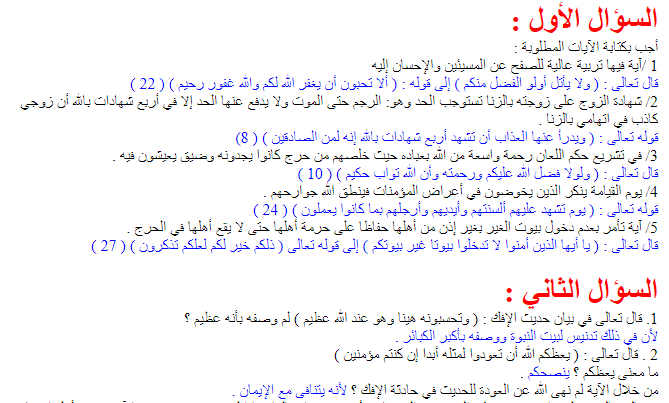 السؤال الأول :
أجب بكتابة الآيات المطلوبة :
1 /آية فيها تربية عالية للصفح عن المسيئين والإحسان إليه
قال تعالى : ( ولا يأتل أولو الفضل منكم ) إلى قوله : ( ألا تحبون أن يغفر الله لكم والله غفور رحيم ) ( 22 )
2/ شهادة الزوج على زوجته بالزنا تستوجب الحد وهو: الرجم حتى الموت ولا يدفع عنها الحد إلا في أربع شهادات بالله أن زوجي
كاذب في اتهامي بالزنا .
قوله تعالى : ( ويدرأ عنها العذاب أن تشهد أربع شهادات بالله إنه لمن الصادقين ) ( 8)
3/ في تشريع حكم اللعان رحمة واسعة من الله بعباده حيث خلصهم من حرج كانوا يجدونه وضيق يعيشون فيه .
قال تعالى : ( ولولا فضل الله عليكم ورحمته وأن الله تواب حكيم ) ( 10 )
4/ يوم القيامة ينكر الذين يخوضون في أعراض المؤمنات فينطق الله جوارحهم .
قوله تعالى : ( يوم تشهد عليهم ألسنتهم وأيديهم وأرجلهم بما كانوا يعملون ) ( 24 )
5/ آية تأمر بعدم دخول بيوت الغير بغير إذن من أهلها حفاظا على حرمة أهلها حتى لا يقع أهلها في الحرج .
قال تعالى : ( يا أيها الذين أمنوا لا تدخلوا بيوتا غير بيوتكم ) إلى قوله تعالى ( ذلكم خير لكم لعلكم تذكرون ) ( 27 )
السؤال الثاني :
1. قال تعالى في بيان حديث الإفك : ( وتحسبونه هينا وهو عند الله عظيم ) لم وصفه بأنه عظيم ؟
لأن في ذلك تدنيس لبيت النبوة ووصفه بأكبر الكبائر .
2 . قال تعالى : ( يعظكم الله أن تعودوا لمثله أبدا إن كنتم مؤمنين )
ما معنى يعظكم ؟ ينصحكم .
من خلال الآية لم نهى الله عن العودة للحديث في حادثة الإفك ؟ لأنه يتنافى مع الإيمان .